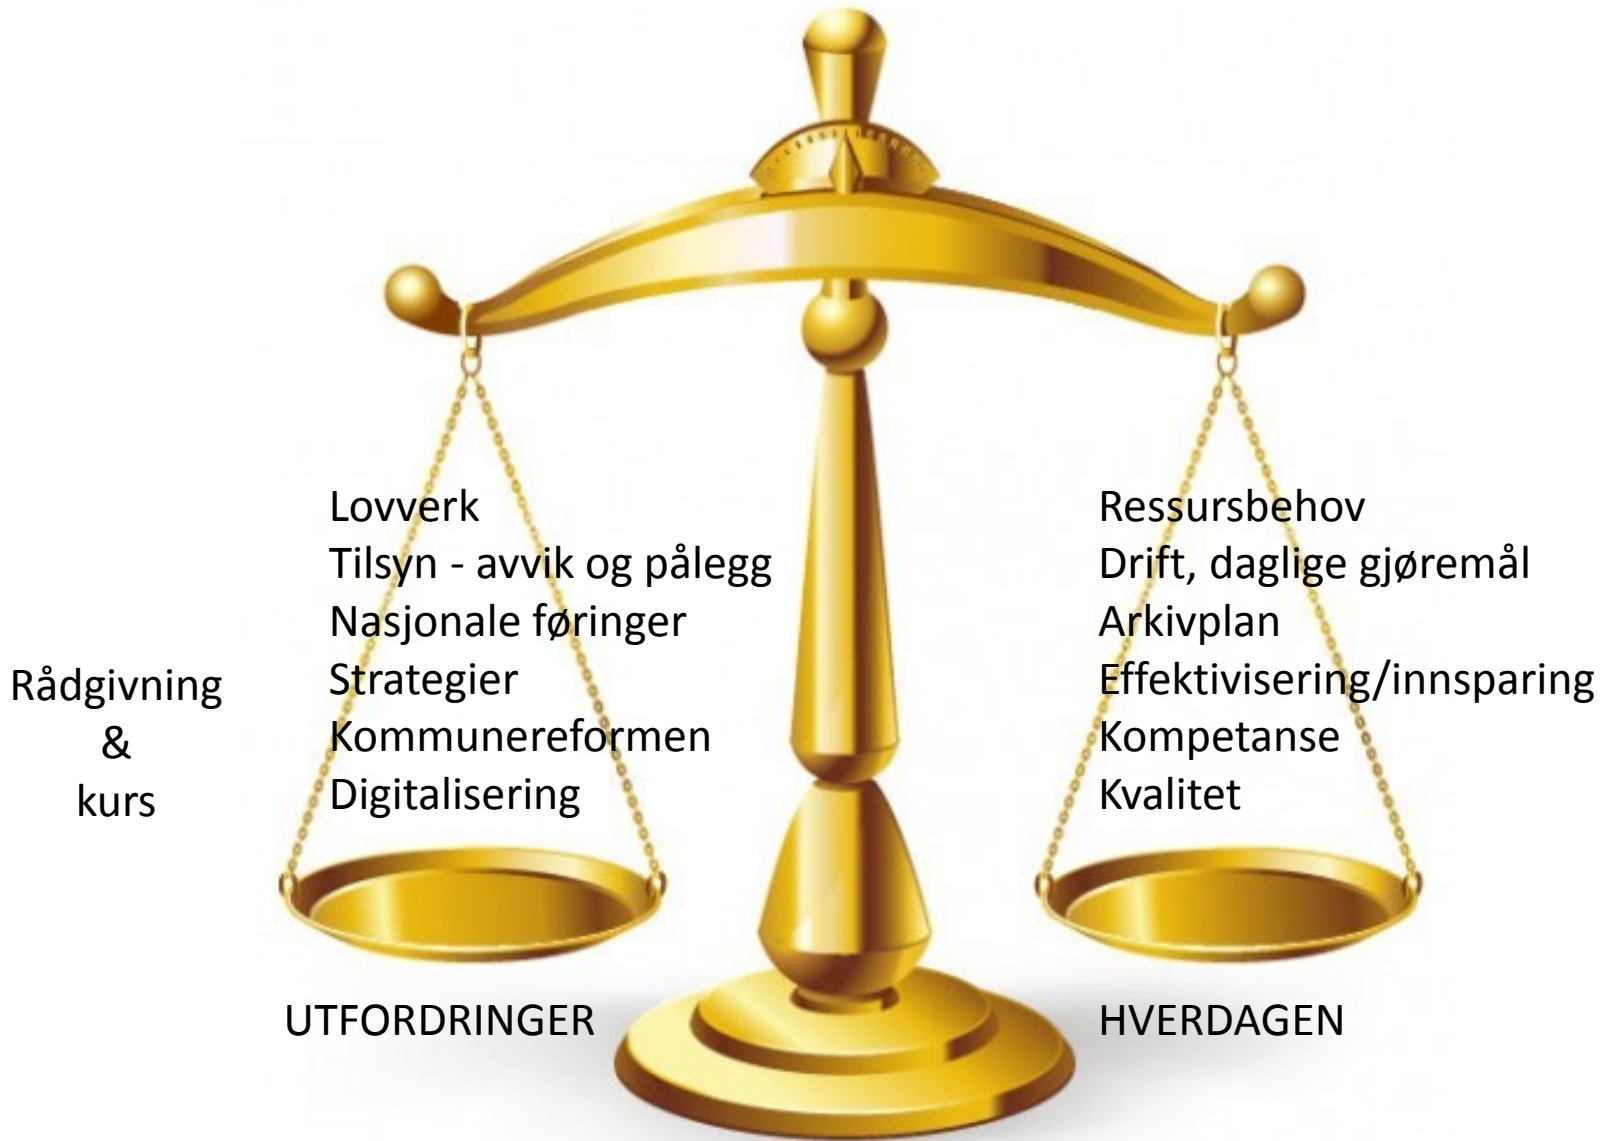 Rådgivning
&
kurs
Lovverk
Tilsyn - avvik og pålegg
Nasjonale føringer
Strategier
Kommunereformen
Digitalisering
UTFORDRINGER
Ressursbehov
Drift, daglige gjøremål
Arkivplan
Effektivisering/innsparing
Kompetanse
Kvalitet
HVERDAGEN